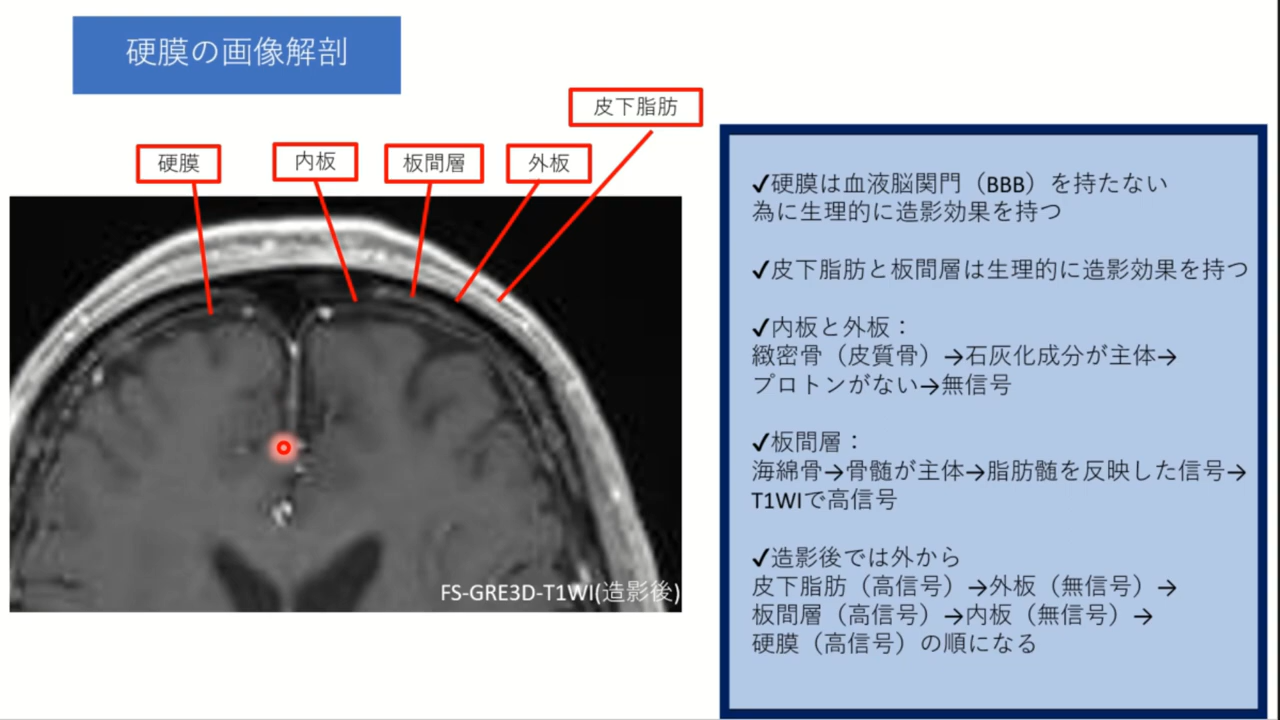 硬膜の画像解剖
皮下脂肪
硬膜
内板
板間層
外板
FS-GRE3D-T1WI(造影後)
✓硬膜は血液脳関門（BBB）を持たない
為に生理的に造影効果を持つ
✓皮下脂肪と板間層は生理的に造影効果を持つ
✓内板と外板：
緻密骨（皮質骨）→石灰化成分が主体→
プロトンがない→無信号
✓板間層：
海綿骨→骨髄が主体→脂肪髄を反映した信号→
T1WIで高信号
✓造影後では外から
皮下脂肪（高信号）→外板（無信号）→
板間層（高信号）→内板（無信号）→
硬膜（高信号）の順になる